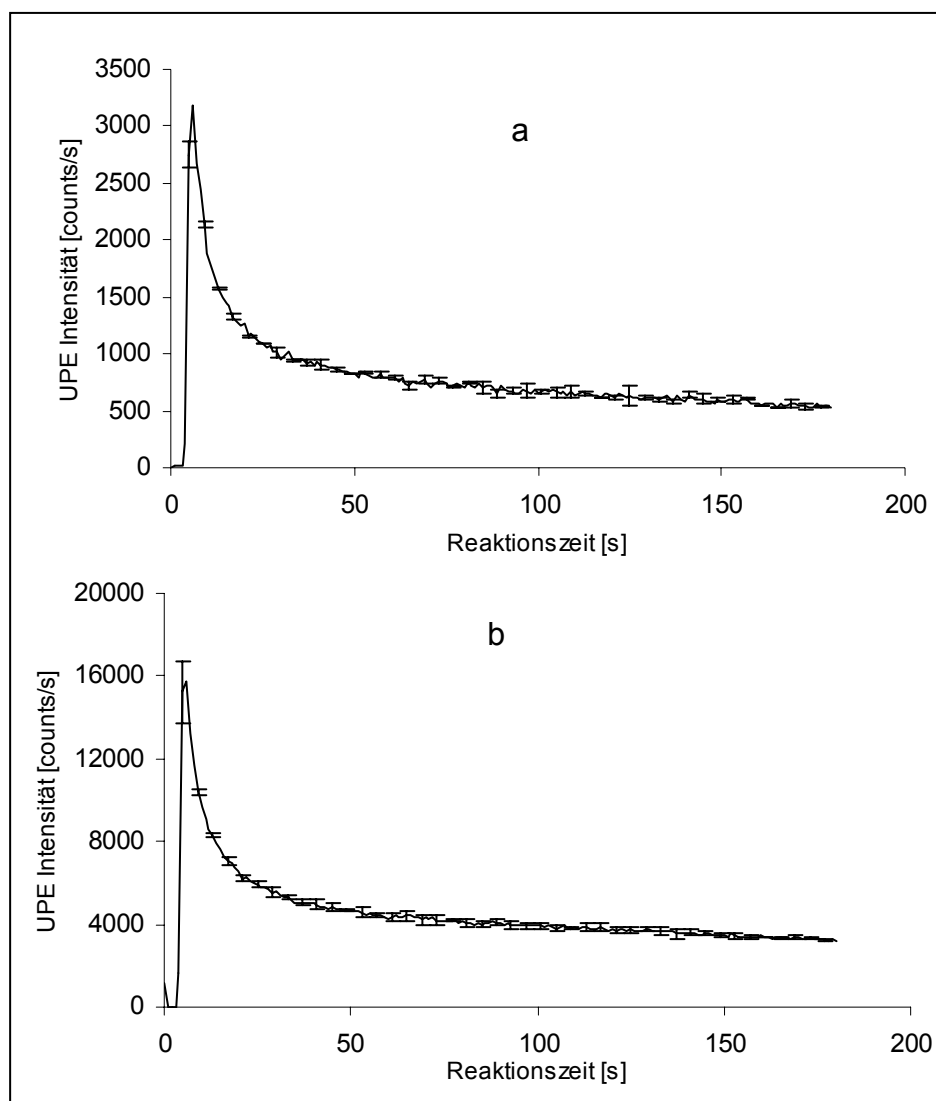 a
UPE Intensität [counts/s]
3500
3000
2500
2000
1500
1000
500
0
0 50 100 150 200
Reaktionszeit [s]
b
UPE Intensität [counts/s]
20000
16000
12000
8000
4000
0
0 50 100 150 200
Reaktionszeit [s]